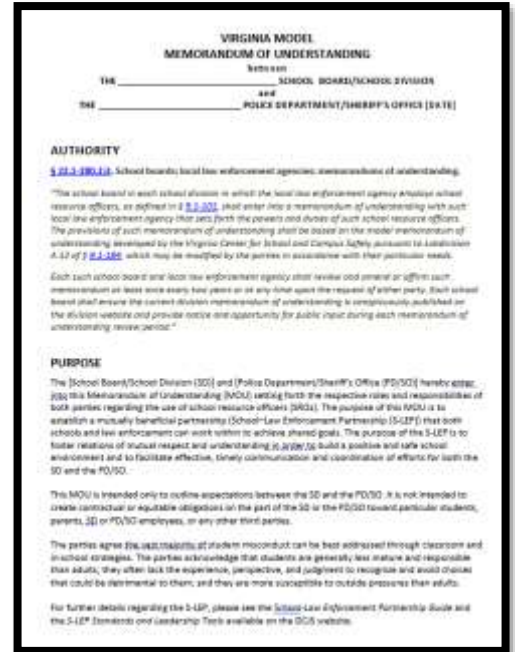 VIRGINIA MODEL
MEMORANDUM OF UNDERSTANDING
between
THE ____________________ SCHOOL BOARD/SCHOOL DIVISION
and
THE ____________________ POLICE DEPARTMENT/SHERIFF'S OFFICE [DATE]
AUTHORITY
§ 22.1-280.2:3. School boards; local law enforcement agencies; memorandums of understanding.
"The school board in each school division in which the local law enforcement agency employs school
resource officers, as defined in § 9.1-101, shall enter into a memorandum of understanding with such
local law enforcement agency that sets forth the powers and duties of such school resource officers.
The provisions of such memorandum of understanding shall be based on the model memorandum of
understanding developed by the Virginia Center for School and Campus Safety pursuant to subdivision
A 12 of § 9.1-184, which may be modified by the parties in accordance with their particular needs.
Each such school board and local law enforcement agency shall review and amend or affirm such
memorandum at least once every two years or at any time upon the request of either party. Each school
board shall ensure the current division memorandum of understanding is conspicuously published on
the division website and provide notice and opportunity for public input during each memorandum of
understanding review period."
PURPOSE
The [School Board/School Division (SD)] and [Police Department/Sheriff's Office (PD/SO)] hereby enter
into this Memorandum of Understanding (MOU) setting forth the respective roles and responsibilities of
both parties regarding the use of school resource officers (SROs). The purpose of this MOU is to
establish a mutually beneficial partnership (School-Law Enforcement Partnership (S-LEP)) that both
schools and law enforcement can work within to achieve shared goals. The purpose of the S-LEP is to
foster relations of mutual respect and understanding in order to build a positive and safe school
environment and to facilitate effective, timely communication and coordination of efforts for both the
SD and the PD/SO.
This MOU is intended only to outline expectations between the SD and the PD/SO. It is not intended to
create contractual or equitable obligations on the part of the SD or the PD/SO toward particular students,
parents, SD or PD/SO employees, or any other third parties.
The parties agree the vast majority of student misconduct can be best addressed through classroom and
in-school strategies. The parties acknowledge that students are generally less mature and responsible
than adults; they often lack the experience, perspective, and judgment to recognize and avoid choices
that could be detrimental to them; and they are more susceptible to outside pressures than adults.
For further details regarding the S-LEP, please see the School-Law Enforcement Partnership Guide and
the S-LEP Standards and Leadership Tools available on the DCJS website.